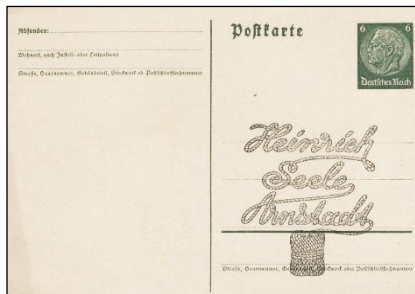 Absender:
Wohnort, auch Zustell- oder Leitpostamt
Straße, Hausnummer, Gebäudeteil, Stockwerk od. Postschließfachnummer
Postkarte
6 6
Deutsches Reich
Heinrich
Seele
Arnstadt
Straße, Hausnummer, Gebäudeteil, Stockwerk oder Postschließfachnummer